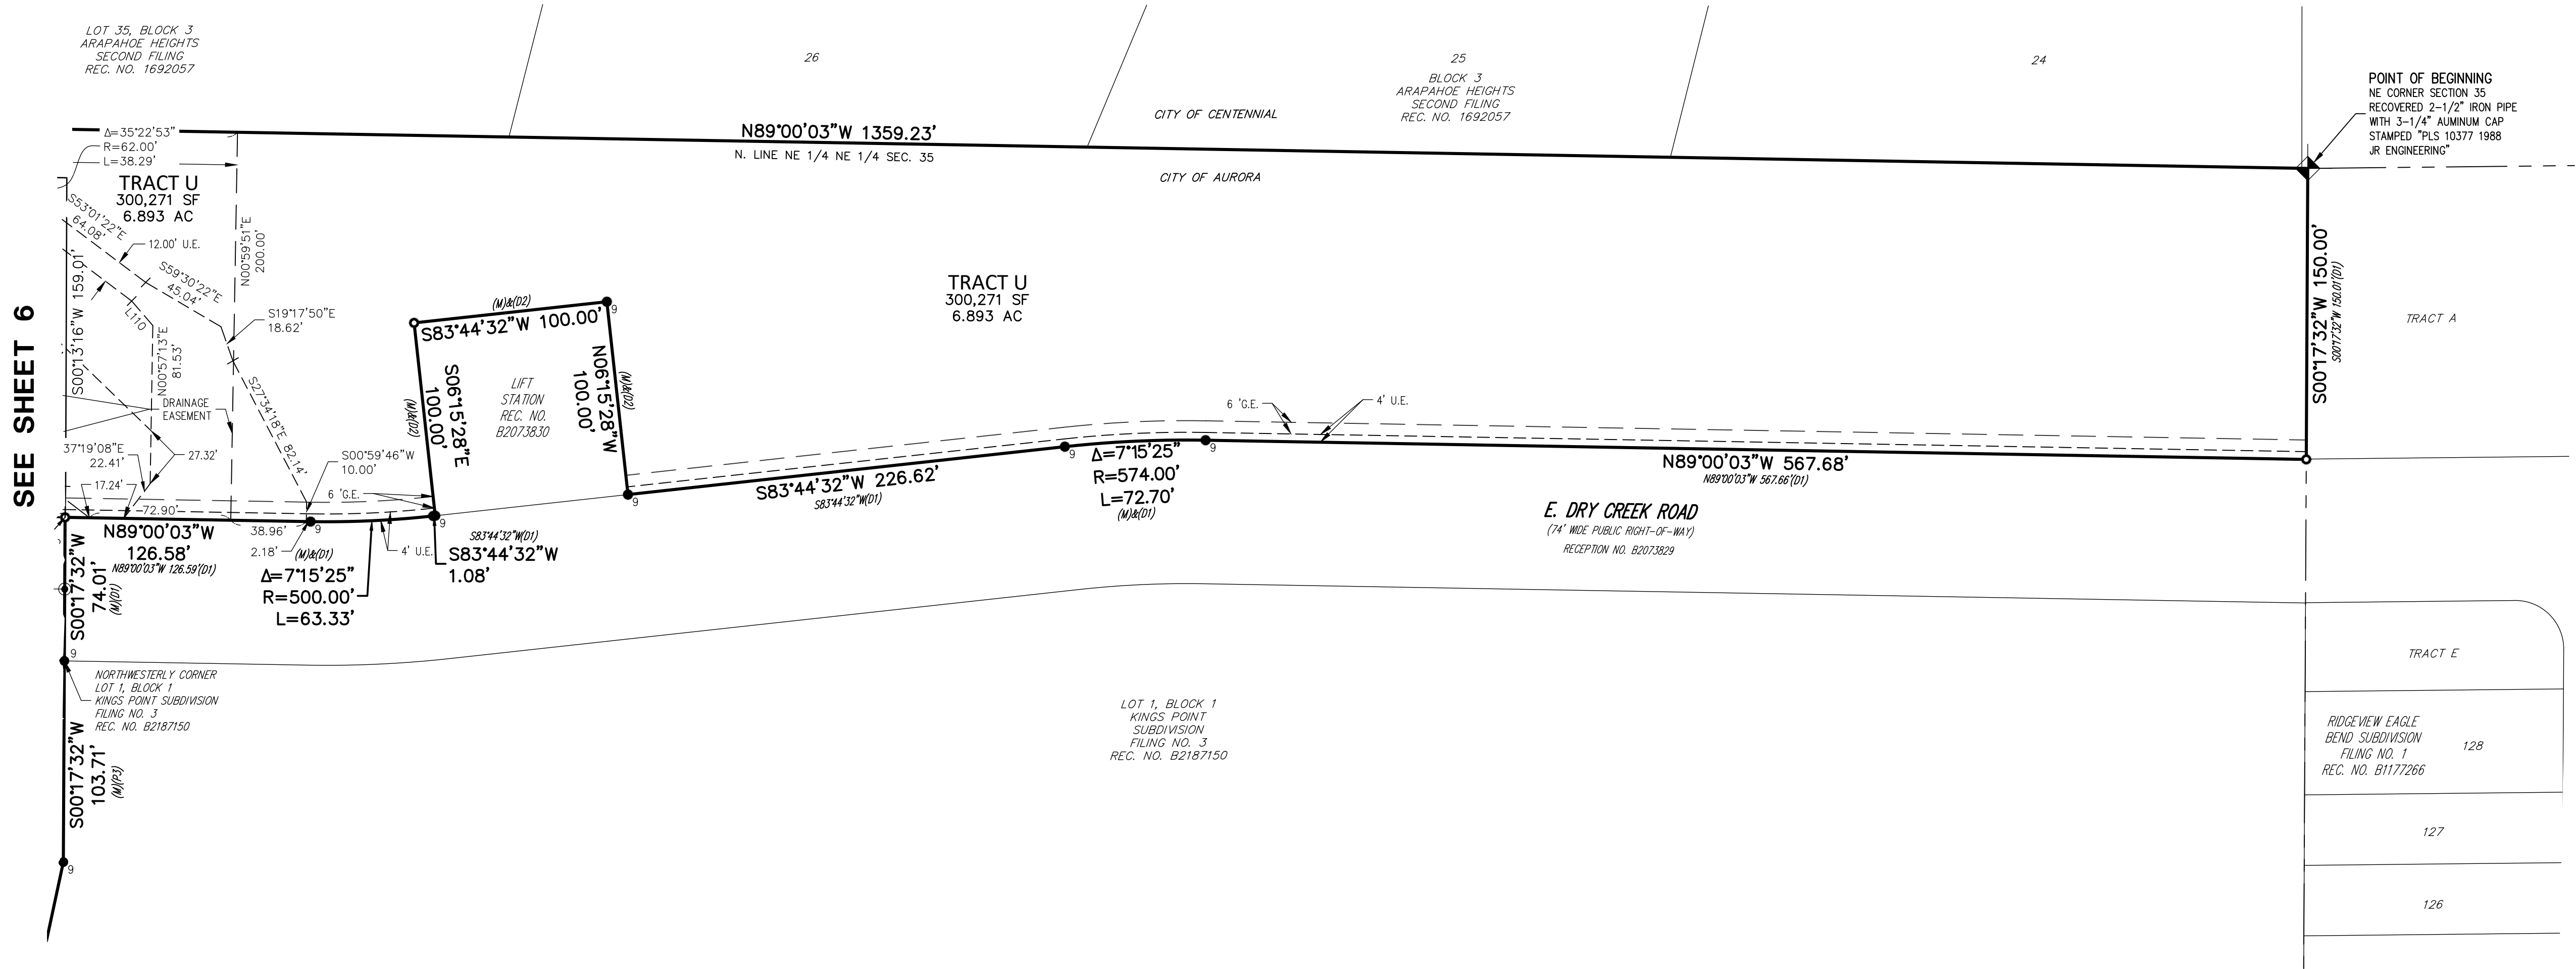 LOT 35, BLOCK 3
ARAPAHOE HEIGHTS
SECOND FILING
REC. NO. 1692057
26
25
BLOCK 3
ARAPAHOE HEIGHTS
SECOND FILING
REC. NO. 1692057
24
CITY OF CENTENNIAL
N89°00'03"W 1359.23'
N. LINE NE 1/4 NE 1/4 SEC. 35
CITY OF AURORA
POINT OF BEGINNING
NE CORNER SECTION 35
RECOVERED 2-1/2" IRON PIPE
WITH 3-1/4" AUMINUM CAP
STAMPED "PLS 10377 1988
JR ENGINEERING"
Δ=35°22'53"
R=62.00'
L=38.29'
TRACT U
300,271 SF
6.893 AC
S53°01'22"E
64.08'
12.00' U.E.
S59°30'22"E
45.04'
N00°59'51"E
200.00'
S19°17'50"E
18.62'
L110
S00°13'16"W 159.01'
N00°57'13"E
81.53'
S27°34'18"E 82.14'
DRAINAGE
EASEMENT
37°19'08"E
22.41'
27.32'
17.24'
72.90'
S00°59'46"W
10.00'
6 'G.E.
38.96'
2.18'
4' U.E.
SEE SHEET 6
(M)&(D2)
S83°44'32"W 100.00'
9
S06°15'28"E
100.00'
(M)&(D2)
LIFT
STATION
REC. NO.
B2073830
N06°15'28"W
100.00'
(M)&(D2)
9
TRACT U
300,271 SF
6.893 AC
S00°17'32"W 150.00'
S00°17'32"W 150.01'(D1)
TRACT A
6 'G.E.
4' U.E.
S83°44'32"W 226.62'
S83°44'32"W(D1)
9
Δ=7°15'25"
R=574.00'
L=72.70'
(M)&(D1)
9
N89°00'03"W 567.68'
N89°00'03"W 567.66'(D1)
E. DRY CREEK ROAD
(74' WIDE PUBLIC RIGHT-OF-WAY)
RECEPTION NO. B2073829
N89°00'03"W
126.58'
N89°00'03"W 126.59'(D1)
9
(M)&(D1)
Δ=7°15'25"
R=500.00'
L=63.33'
9
S83°44'32"W(D1)
S83°44'32"W
1.08'
S00°17'32"W
74.01'
(M)(D1)
9
NORTHWESTERLY CORNER
LOT 1, BLOCK 1
KINGS POINT SUBDIVISION
FILING NO. 3
REC. NO. B2187150
S00°17'32"W
103.71'
(M)(P3)
9
LOT 1, BLOCK 1
KINGS POINT
SUBDIVISION
FILING NO. 3
REC. NO. B2187150
TRACT E
RIDGEVIEW EAGLE
BEND SUBDIVISION
FILING NO. 1
REC. NO. B1177266
128
127
126